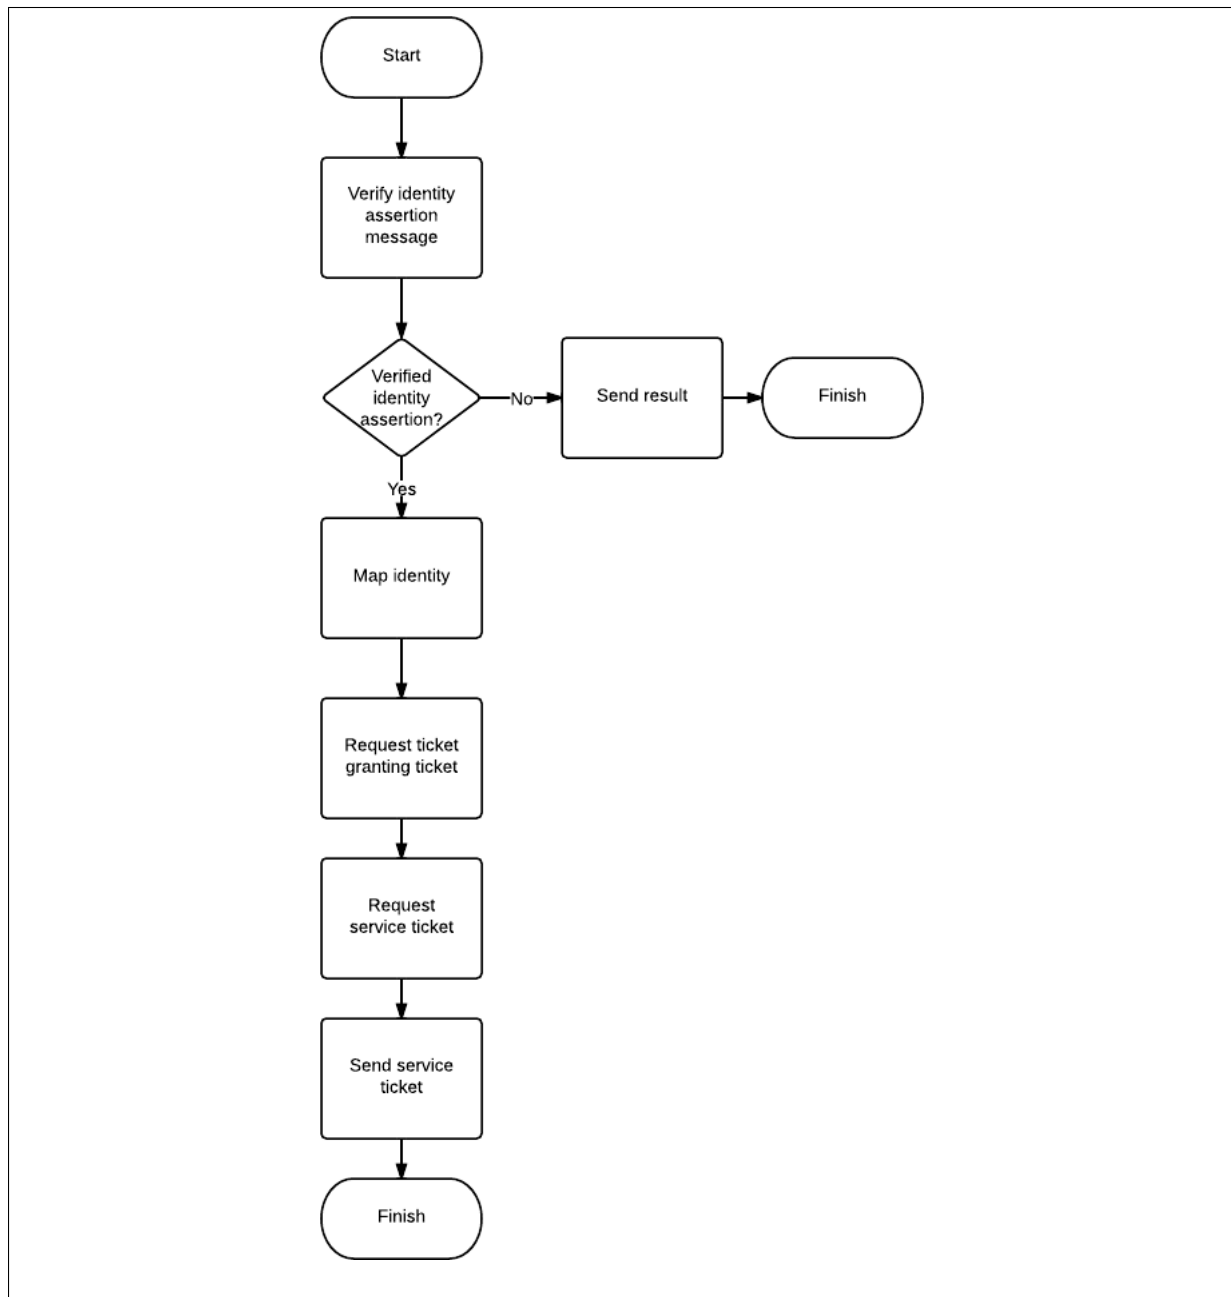 Start
Verify identity
assertion
message
Verified
identity
assertion?
No
Send result
Finish
Yes
Map identity
Request ticket
granting ticket
Request
service ticket
Send service
ticket
Finish